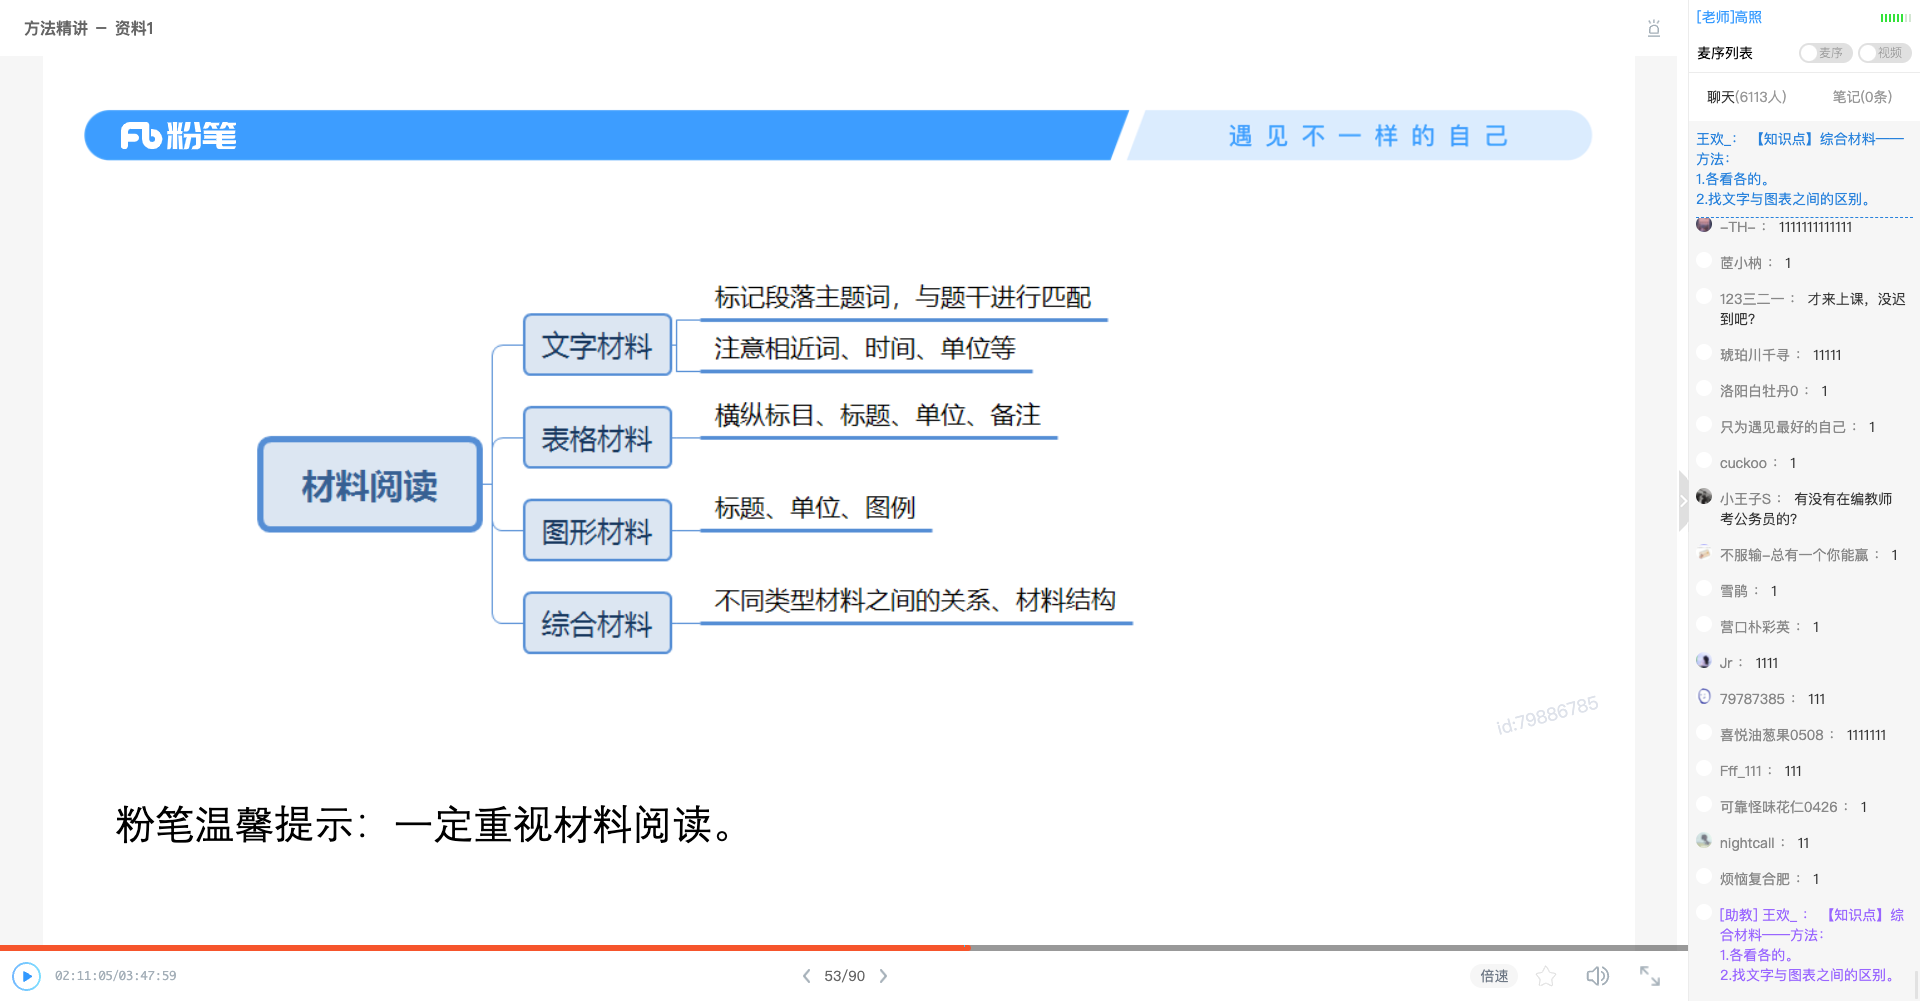 方法精讲 — 资料1
粉笔
遇见不一样的自己
材料阅读
文字材料
标记段落主题词，与题干进行匹配
注意相近词、时间、单位等
表格材料
横纵标目、标题、单位、备注
图形材料
标题、单位、图例
综合材料
不同类型材料之间的关系、材料结构
id:79886785
粉笔温馨提示：一定重视材料阅读。
02:11:05/03:47:59
53/90
倍速
[老师]高照
麦序列表
麦序
视频
聊天(6113人)
笔记(0条)
王欢_： 【知识点】综合材料——
方法：
1.各看各的。
2.找文字与图表之间的区别。
-TH-： 1111111111111
茝小枘： 1
123三二一： 才来上课，没迟
到吧?
琥珀川千寻： 11111
洛阳白牡丹0： 1
只为遇见最好的自己： 1
cuckoo： 1
小王子S： 有没有在编教师
考公务员的?
不服输-总有一个你能赢： 1
雪鹃： 1
营口朴彩英： 1
Jr： 1111
79787385： 111
喜悦油葱果0508： 1111111
Fff_111： 111
可靠怪味花仁0426： 1
nightcall： 11
烦恼复合肥： 1
[助教] 王欢_： 【知识点】综
合材料——方法：
1.各看各的。
2.找文字与图表之间的区别。